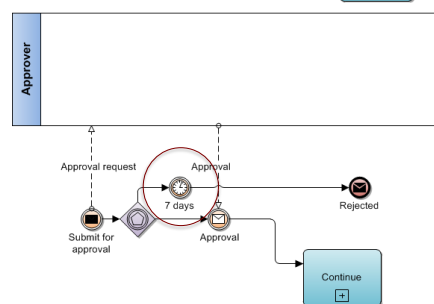 Approver
Approval request
Approval
7 days
Rejected
Submit for
approval
Approval
Continue